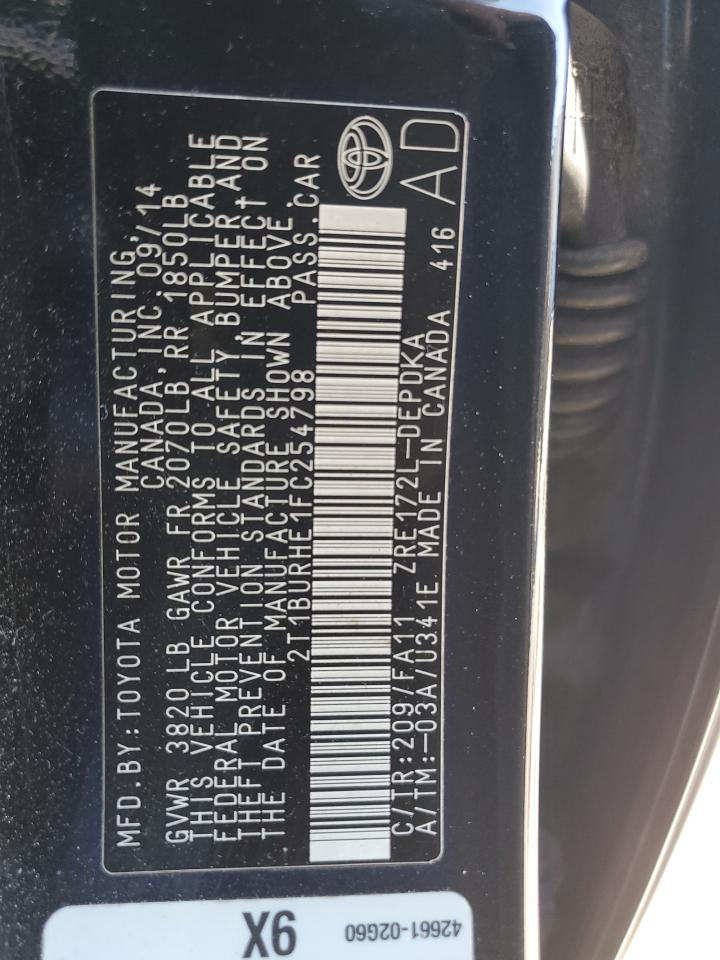 MFD.BY:TOYOTA MOTOR MANUFACTURING,
CANADA,INC.09/14
GVWR 3820LB GAWR FR 2070LB,RR 1850LB
THIS VEHICLE CONFORMS TO ALL APPLICABLE
FEDERAL MOTOR VEHICLE SAFETY, BUMPER, AND
THEFT PREVENTION STANDARDS IN EFFECT ON
THE DATE OF MANUFACTURE SHOWN ABOVE.
2T1BURHE1FC254798 PASS.CAR
C/TR:209/FA11 ZRE172L-DEPDKA
A/TM:-03A/U341E MADE IN CANADA 416
AD
9X
42661-02G60